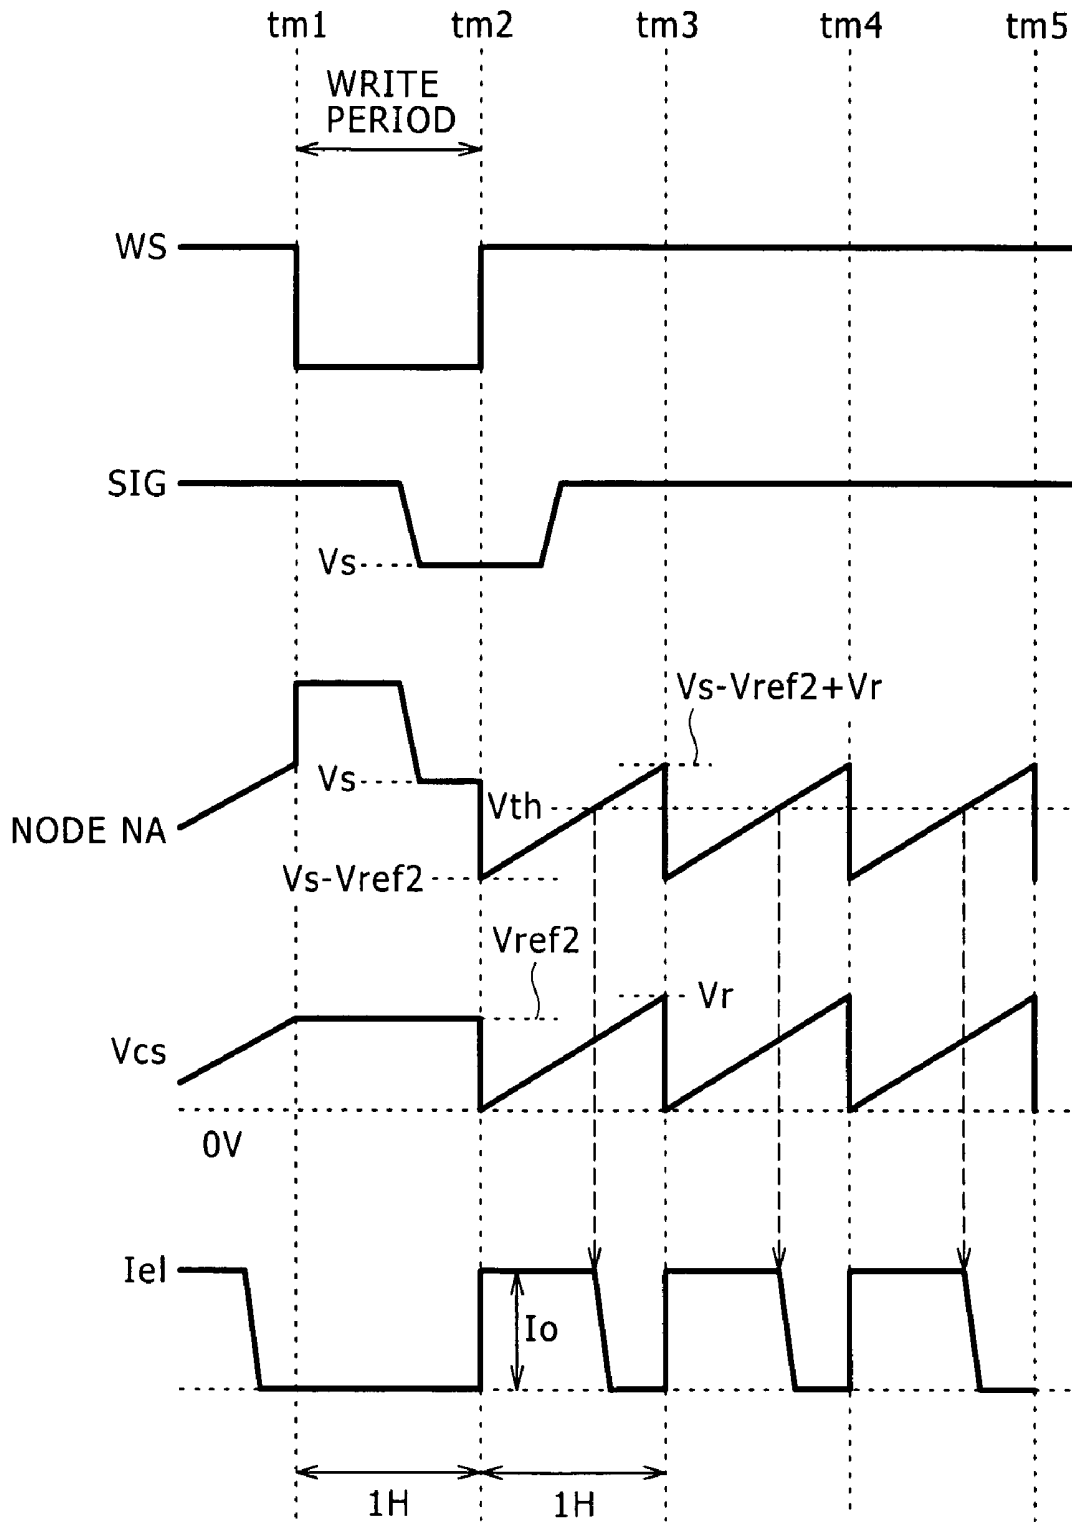 tm1 tm2 tm3 tm4 tm5
WRITE
PERIOD
WS
SIG
Vs
Vs-Vref2+Vr
Vs
Vth
NODE NA
Vs-Vref2
Vref2
Vr
Vcs
0V
Iel
Io
1H 1H